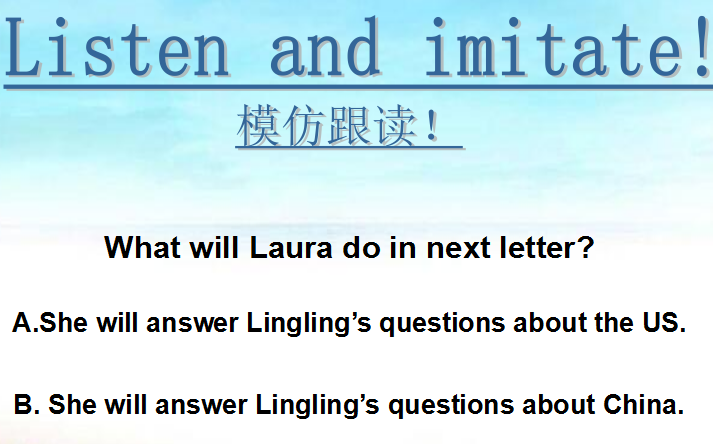 Listen and imitate!
模仿跟读！
What will Laura do in next letter?
A.She will answer Lingling’s questions about the US.
B. She will answer Lingling’s questions about China.